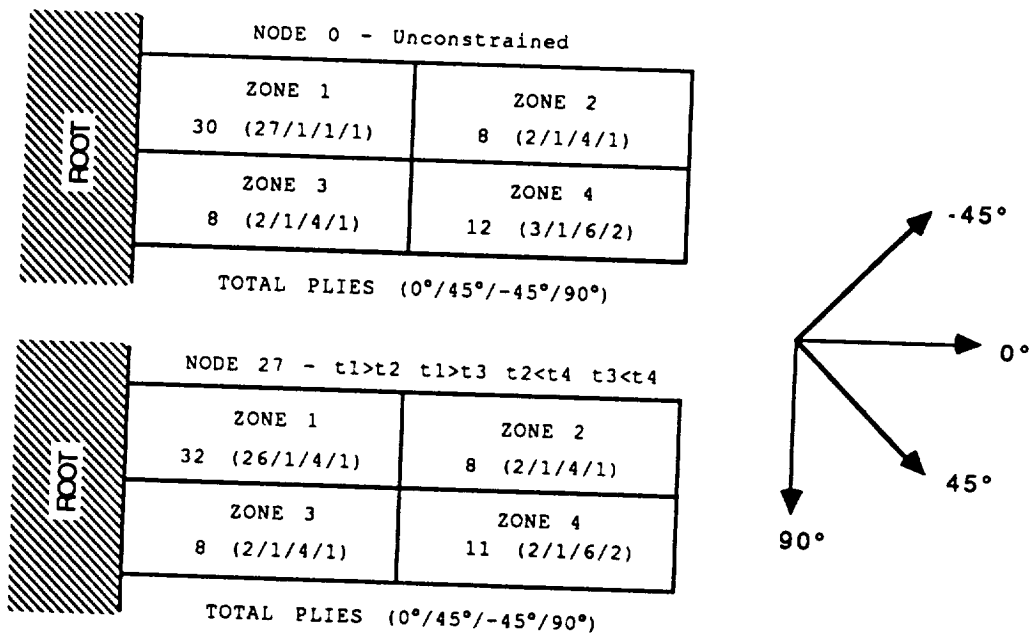 NODE 0 - Unconstrained
ROOT
ZONE 1
30 (27/1/1/1)
ZONE 2
8 (2/1/4/1)
ZONE 3
8 (2/1/4/1)
ZONE 4
12 (3/1/6/2)
TOTAL PLIES (0°/45°/-45°/90°)
NODE 27 - t1>t2 t1>t3 t2<t4 t3<t4
ROOT
ZONE 1
32 (26/1/4/1)
ZONE 2
8 (2/1/4/1)
ZONE 3
8 (2/1/4/1)
ZONE 4
11 (2/1/6/2)
TOTAL PLIES (0°/45°/-45°/90°)
-45°
0°
45°
90°